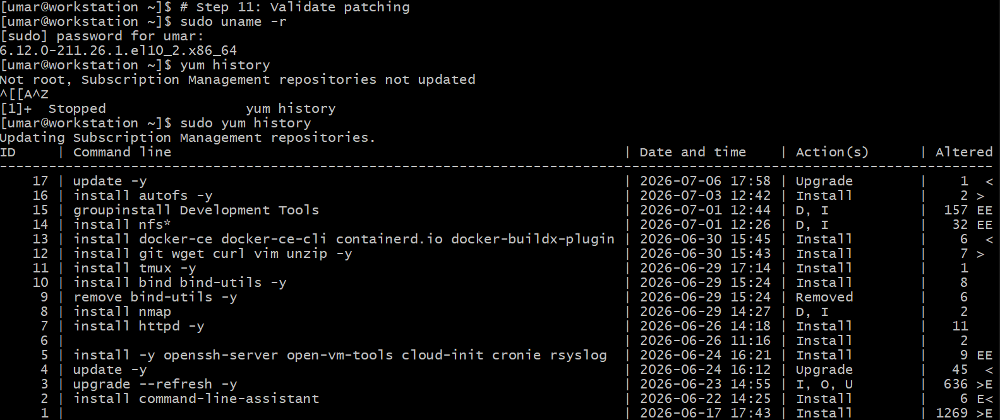 [umar@workstation ~]$ # Step 11: Validate patching
[umar@workstation ~]$ sudo uname -r
[sudo] password for umar:
6.12.0-211.26.1.el10_2.x86_64
[umar@workstation ~]$ yum history
Not root, Subscription Management repositories not updated
^[[A^Z
[1]+  Stopped                 yum history
[umar@workstation ~]$ sudo yum history
Updating Subscription Management repositories.
ID     | Command line                                                       | Date and time    | Action(s)      | Altered
-------------------------------------------------------------------------------------------------------------------------
    17 | update -y                                                          | 2026-07-06 17:58 | Upgrade        |    1  <
    16 | install autofs -y                                                  | 2026-07-03 12:42 | Install        |    2 >
    15 | groupinstall Development Tools                                     | 2026-07-01 12:44 | D, I           |  157 EE
    14 | install nfs*                                                       | 2026-07-01 12:26 | D, I           |   32 EE
    13 | install docker-ce docker-ce-cli containerd.io docker-buildx-plugin | 2026-06-30 15:45 | Install        |    6  <
    12 | install git wget curl vim unzip -y                                 | 2026-06-30 15:43 | Install        |    7 >
    11 | install tmux -y                                                    | 2026-06-29 17:14 | Install        |    1
    10 | install bind bind-utils -y                                         | 2026-06-29 15:24 | Install        |    8
     9 | remove bind-utils -y                                               | 2026-06-29 15:24 | Removed        |    6
     8 | install nmap                                                       | 2026-06-29 14:27 | D, I           |    2
     7 | install httpd -y                                                   | 2026-06-26 14:18 | Install        |   11
     6 |                                                                    | 2026-06-26 11:16 | Install        |    2
     5 | install -y openssh-server open-vm-tools cloud-init cronie rsyslog  | 2026-06-24 16:21 | Install        |    9 EE
     4 | update -y                                                          | 2026-06-24 16:12 | Upgrade        |   45  <
     3 | upgrade --refresh -y                                               | 2026-06-23 14:55 | I, O, U        |  636 >E
     2 | install command-line-assistant                                     | 2026-06-22 14:25 | Install        |    6 E<
     1 |                                                                    | 2026-06-17 17:43 | Install        | 1269 >E